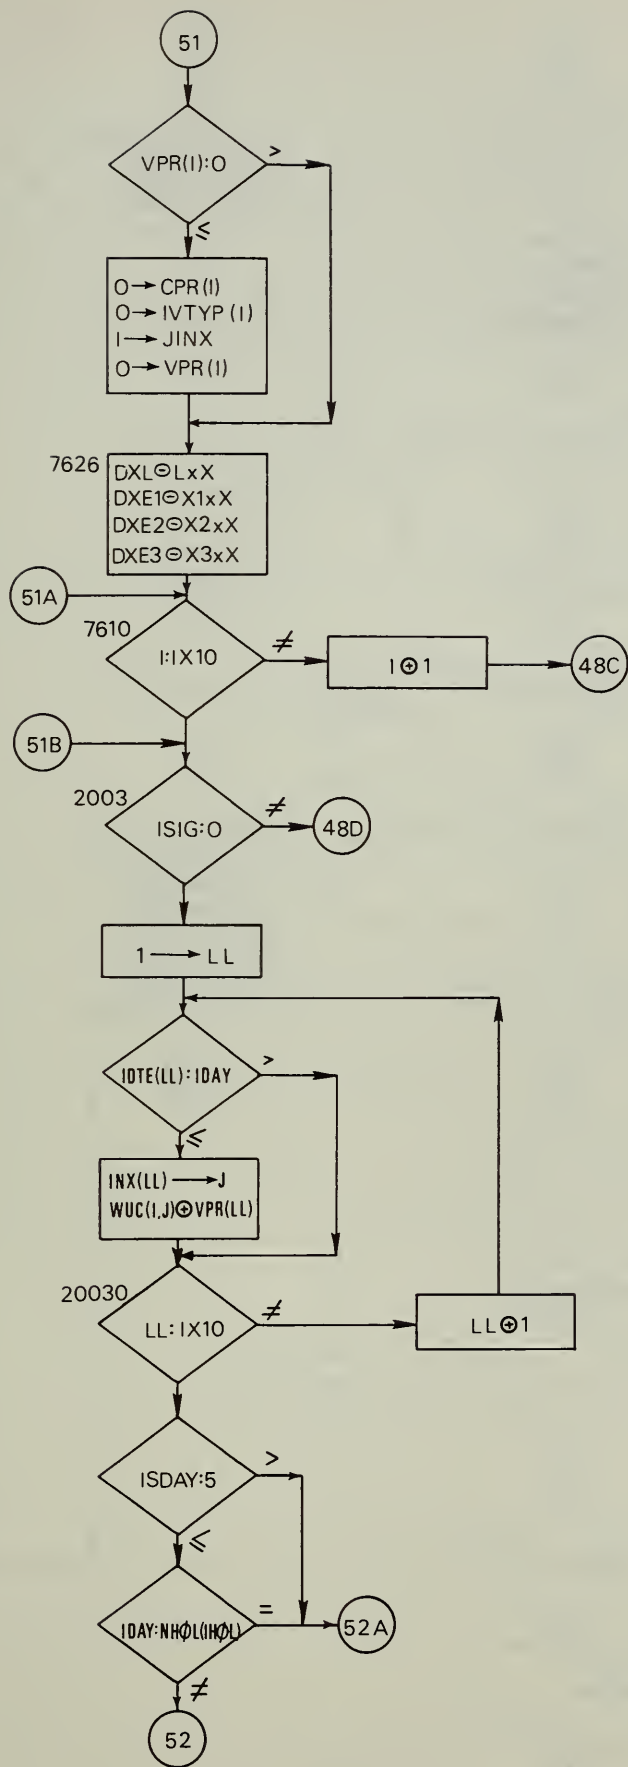 51
VPR(I):O
>
≤
O → CPR(I)
O → IVTYP(I)
I → JINX
O → VPR(I)
7626
DXL⊖LxX
DXE1⊖X1xX
DXE2⊖X2xX
DXE3⊖X3xX
51A
7610
I:IX10
≠
I⊕1
48C
51B
2003
ISIG:O
≠
48D
1 → LL
IDTE(LL):IDAY
>
≤
INX(LL) → J
WUC(I,J)⊕VPR(LL)
20030
LL:IX10
≠
LL⊕1
ISDAY:5
>
≤
IDAY:NHØL(IHØL)
=
52A
≠
52